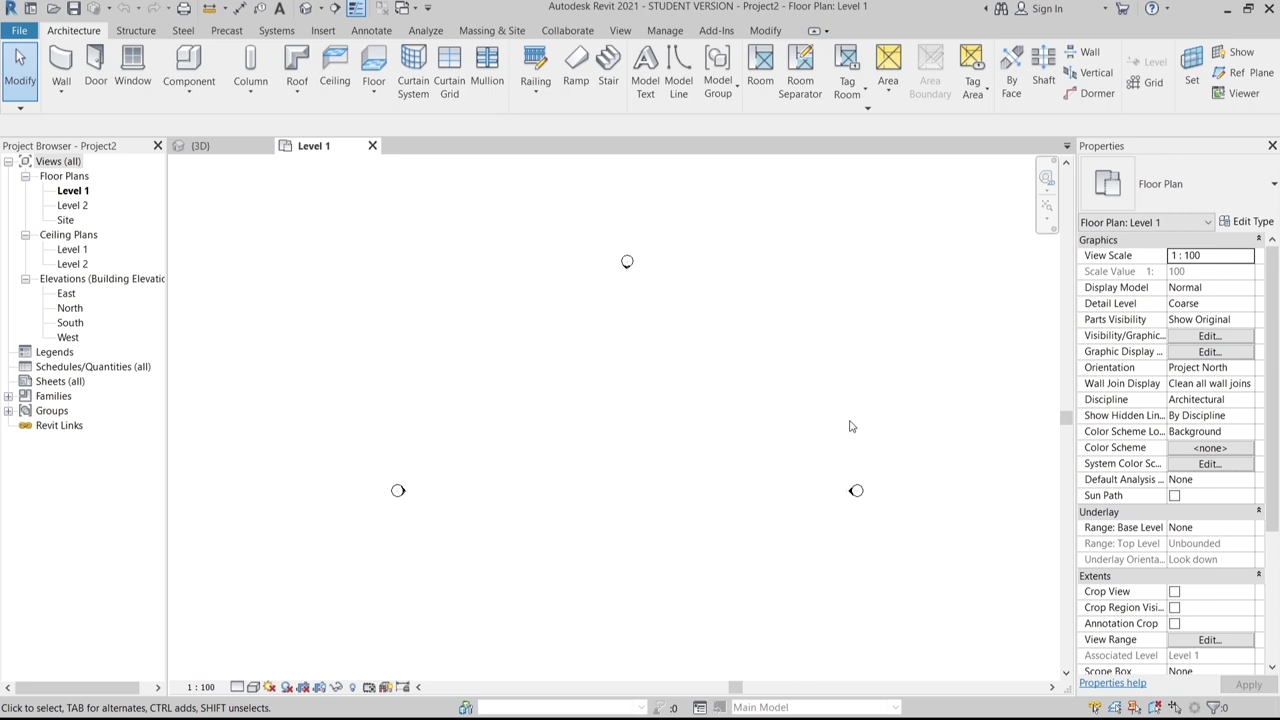 Autodesk Revit 2021 - STUDENT VERSION - Project2 - Floor Plan: Level 1
Sign In
File Architecture Structure Steel Precast Systems Insert Annotate Analyze Massing & Site Collaborate View Manage Add-Ins Modify
Modify
Wall
Door
Window
Component
Column
Roof
Ceiling
Floor
Curtain System
Curtain Grid
Mullion
Railing
Ramp
Stair
Model Text
Model Line
Model Group
Room
Room Separator
Tag Room
Area
Area Boundary
Tag Area
By Face
Shaft
Wall
Vertical
Dormer
Level
Grid
Set
Show
Ref Plane
Viewer
Project Browser - Project2
Views (all)
Floor Plans
Level 1
Level 2
Site
Ceiling Plans
Level 1
Level 2
Elevations (Building Elevatic
East
North
South
West
Legends
Schedules/Quantities (all)
Sheets (all)
Families
Groups
Revit Links
{3D}
Level 1
Properties
Floor Plan
Floor Plan: Level 1 Edit Type
Graphics
View Scale 1 : 100
Scale Value 1: 100
Display Model Normal
Detail Level Coarse
Parts Visibility Show Original
Visibility/Graphic... Edit...
Graphic Display ... Edit...
Orientation Project North
Wall Join Display Clean all wall joins
Discipline Architectural
Show Hidden Lin... By Discipline
Color Scheme Lo... Background
Color Scheme <none>
System Color Sc... Edit...
Default Analysis ... None
Sun Path
Underlay
Range: Base Level None
Range: Top Level Unbounded
Underlay Orienta... Look down
Extents
Crop View
Crop Region Visi...
Annotation Crop
View Range Edit...
Associated Level Level 1
Scope Box None
Properties help Apply
1 : 100
Click to select, TAB for alternates, CTRL adds, SHIFT unselects.
:0
Main Model
:0